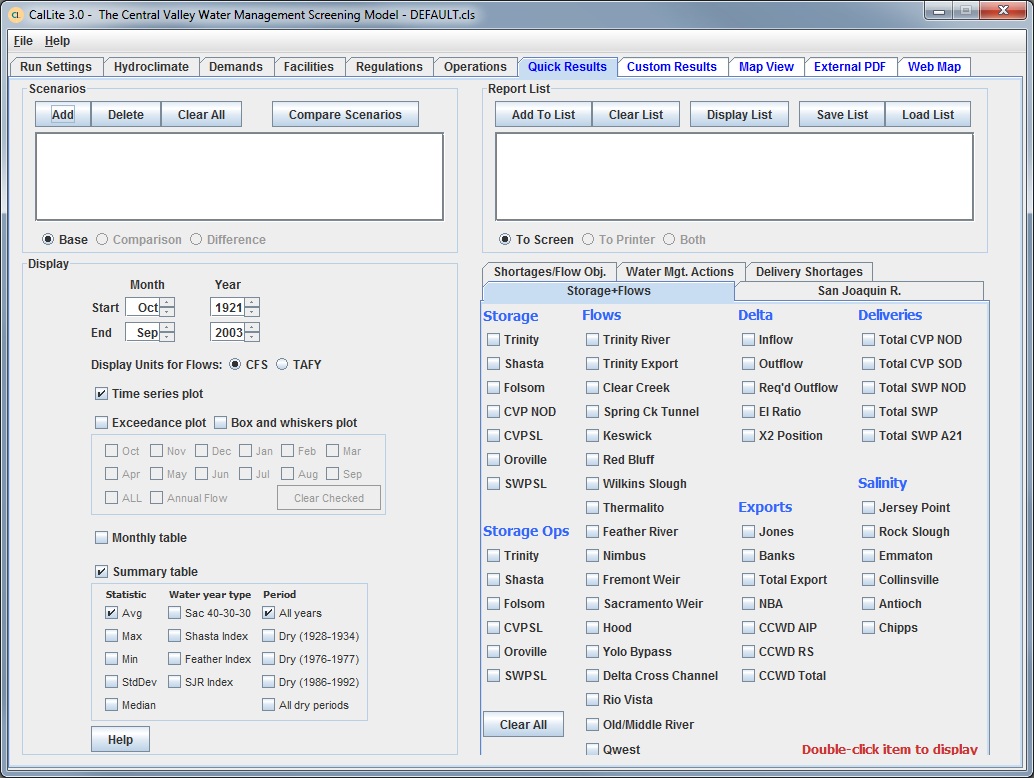 CL CalLite 3.0 - The Central Valley Water Management Screening Model - DEFAULT.cls
File Help
Run Settings Hydroclimate Demands Facilities Regulations Operations Quick Results Custom Results Map View External PDF Web Map
Scenarios
Add Delete Clear All Compare Scenarios
Base Comparison Difference
Report List
Add To List Clear List Display List Save List Load List
To Screen To Printer Both
Display
Month Year
Start Oct 1921
End Sep 2003
Display Units for Flows: CFS TAFY
Time series plot
Exceedance plot Box and whiskers plot
Oct Nov Dec Jan Feb Mar
Apr May Jun Jul Aug Sep
ALL Annual Flow Clear Checked
Monthly table
Summary table
Statistic Water year type Period
Avg Sac 40-30-30 All years
Max Shasta Index Dry (1928-1934)
Min Feather Index Dry (1976-1977)
StdDev SJR Index Dry (1986-1992)
Median All dry periods
Help
Shortages/Flow Obj. Water Mgt. Actions Delivery Shortages
Storage+Flows San Joaquin R.
Storage
Trinity
Shasta
Folsom
CVP NOD
CVPSL
Oroville
SWPSL
Storage Ops
Trinity
Shasta
Folsom
CVPSL
Oroville
SWPSL
Clear All
Flows
Trinity River
Trinity Export
Clear Creek
Spring Ck Tunnel
Keswick
Red Bluff
Wilkins Slough
Thermalito
Feather River
Nimbus
Fremont Weir
Sacramento Weir
Hood
Yolo Bypass
Delta Cross Channel
Rio Vista
Old/Middle River
Qwest
Delta
Inflow
Outflow
Req'd Outflow
EI Ratio
X2 Position
Exports
Jones
Banks
Total Export
NBA
CCWD AIP
CCWD RS
CCWD Total
Deliveries
Total CVP NOD
Total CVP SOD
Total SWP NOD
Total SWP
Total SWP A21
Salinity
Jersey Point
Rock Slough
Emmaton
Collinsville
Antioch
Chipps
Double-click item to display